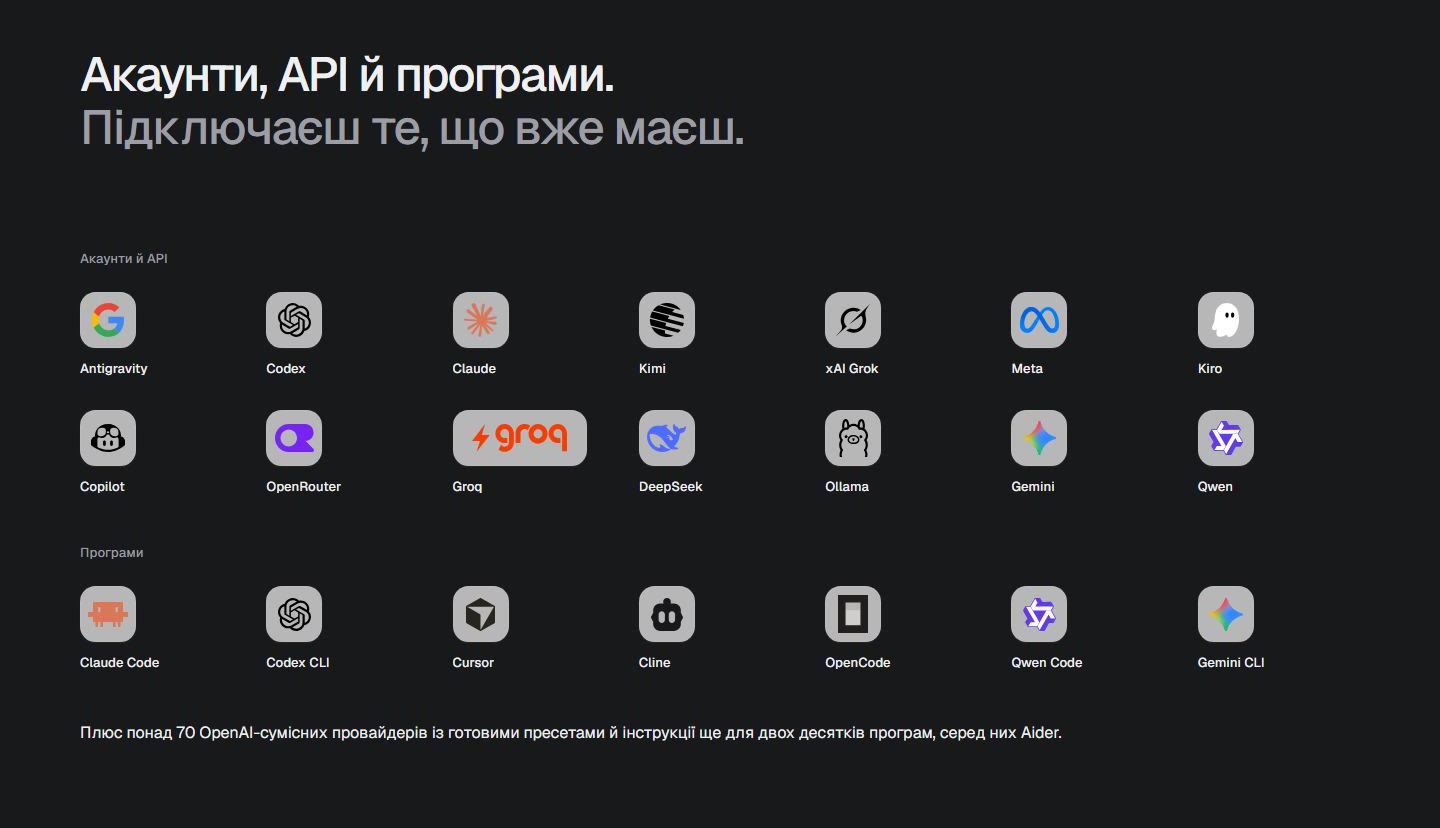 Акаунти, API й програми.
Підключаєш те, що вже маєш.
Акаунти й API
Antigravity
Codex
Claude
Kimi
xAI Grok
Meta
Kiro
groq
Copilot
OpenRouter
Groq
DeepSeek
Ollama
Gemini
Qwen
Програми
Claude Code
Codex CLI
Cursor
Cline
OpenCode
Qwen Code
Gemini CLI
Плюс понад 70 OpenAI-сумісних провайдерів із готовими пресетами й інструкції ще для двох десятків програм, серед них Aider.